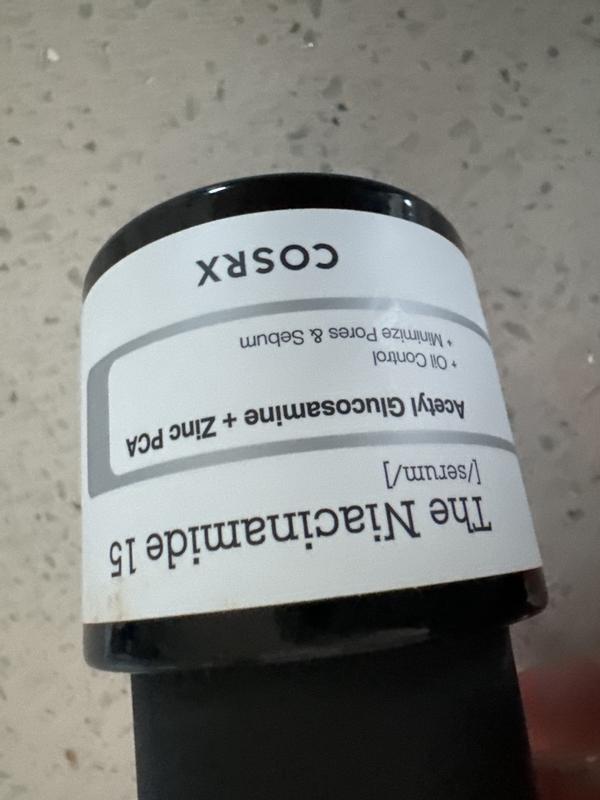 The Niacinamide 15
[/serum/]
Acetyl Glucosamine + Zinc PCA
+ Oil Control
+ Minimize Pores & Sebum
COSRX